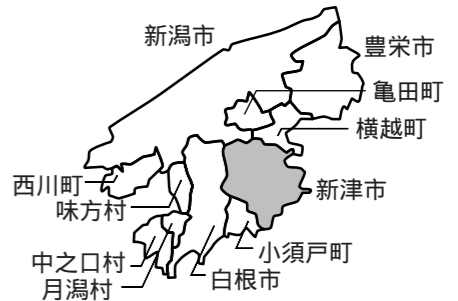 新潟市
豊栄市
亀田町
横越町
西川町
新津市
味方村
小須戸町
中之口村
白根市
月潟村